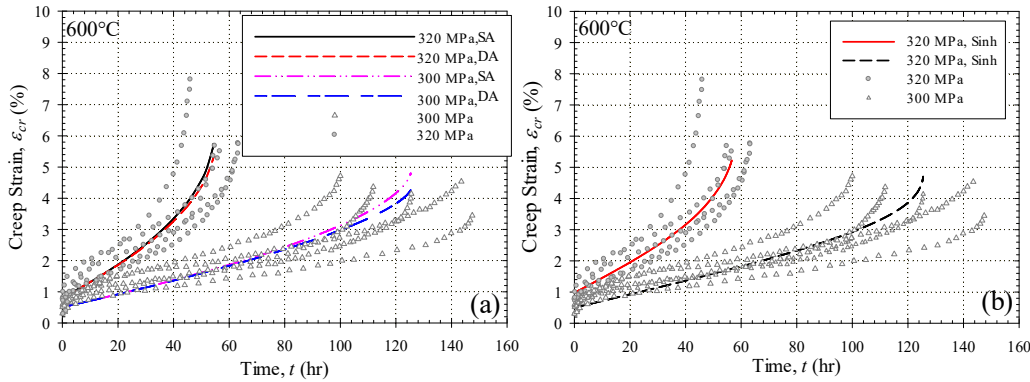 600°C
320 MPa,SA
320 MPa,DA
300 MPa,SA
300 MPa,DA
300 MPa
320 MPa
10
9
8
7
6
5
4
3
2
1
0
Creep Strain, εcr (%)
(a)
0 20 40 60 80 100 120 140 160
Time, t (hr)
600°C
320 MPa, Sinh
320 MPa, Sinh
320 MPa
300 MPa
10
9
8
7
6
5
4
3
2
1
0
Creep Strain, εcr (%)
(b)
0 20 40 60 80 100 120 140 160
Time, t (hr)